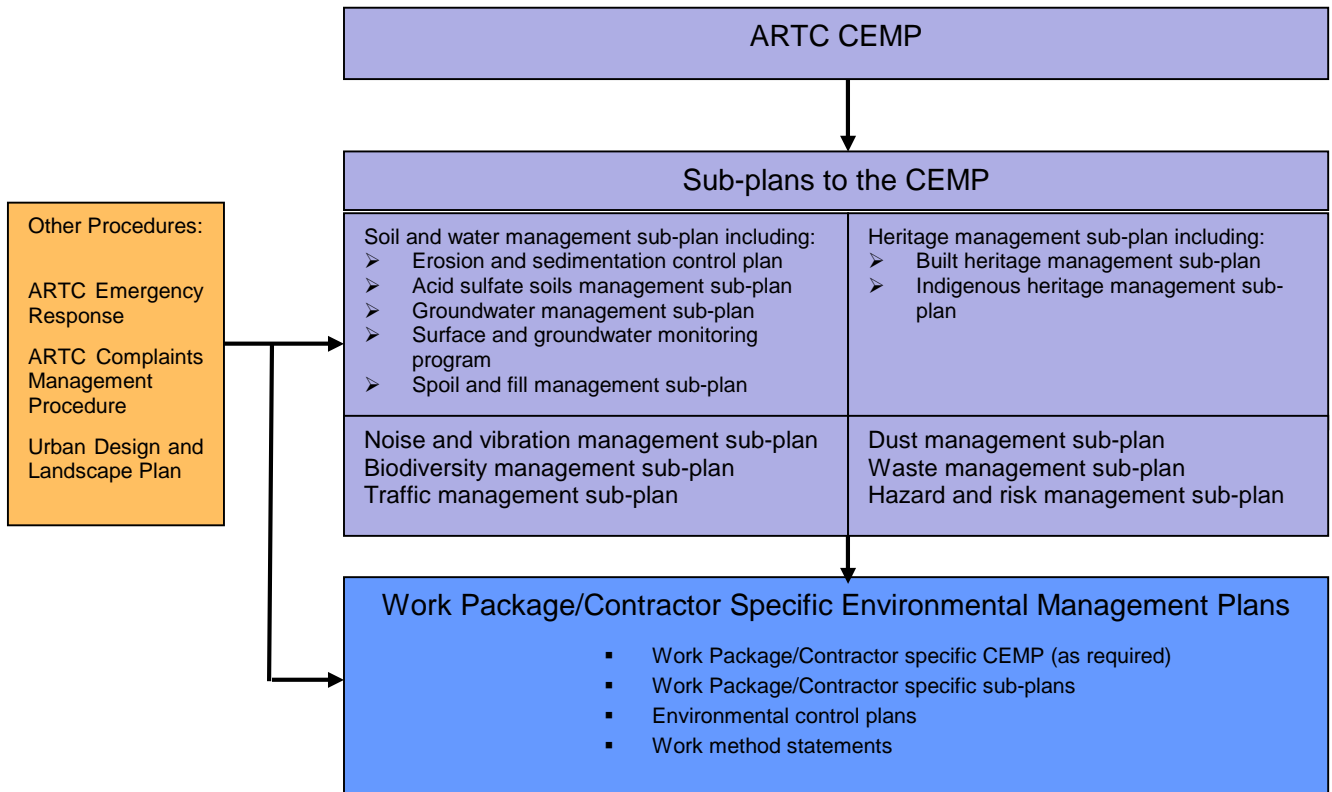 ARTC CEMP
Sub-plans to the CEMP
Other Procedures:
ARTC Emergency
Response
ARTC Complaints
Management
Procedure
Urban Design and
Landscape Plan
Soil and water management sub-plan including:
➢ Erosion and sedimentation control plan
➢ Acid sulfate soils management sub-plan
➢ Groundwater management sub-plan
➢ Surface and groundwater monitoring
program
➢ Spoil and fill management sub-plan
Heritage management sub-plan including:
➢ Built heritage management sub-plan
➢ Indigenous heritage management sub-
plan
Noise and vibration management sub-plan
Biodiversity management sub-plan
Traffic management sub-plan
Dust management sub-plan
Waste management sub-plan
Hazard and risk management sub-plan
Work Package/Contractor Specific Environmental Management Plans
▪ Work Package/Contractor specific CEMP (as required)
▪ Work Package/Contractor specific sub-plans
▪ Environmental control plans
▪ Work method statements